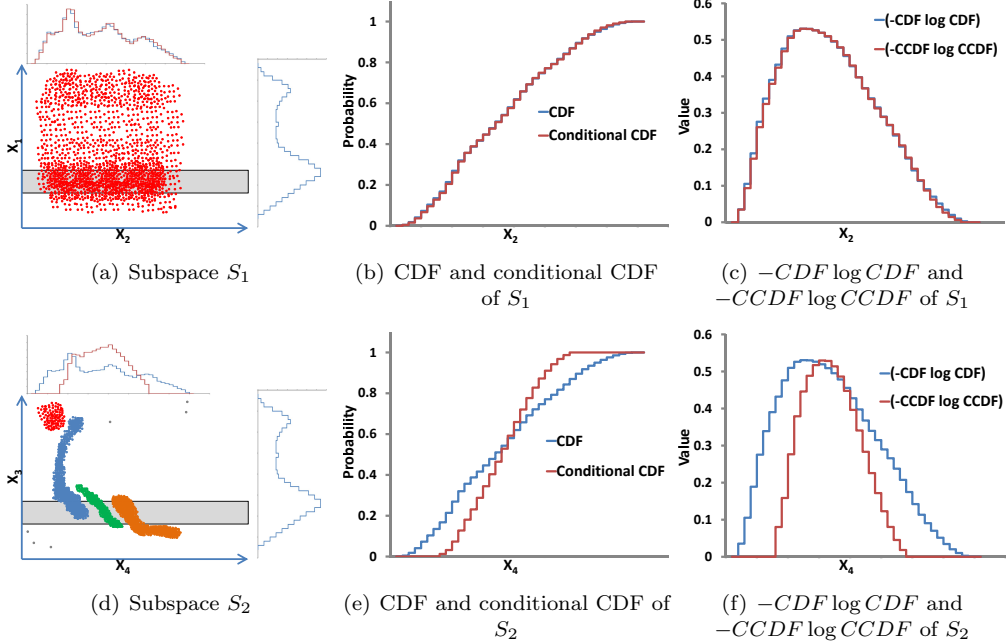 X1
X2
(a) Subspace S1
1
0.8
0.6
0.4
0.2
0
Probability
CDF
Conditional CDF
X2
(b) CDF and conditional CDF
of S1
0.6
0.5
0.4
0.3
0.2
0.1
0
Value
(-CDF log CDF)
(-CCDF log CCDF)
X2
(c) −CDF log CDF and
−CCDF log CCDF of S1
X3
X4
(d) Subspace S2
1
0.8
0.6
0.4
0.2
0
Probability
CDF
Conditional CDF
X4
(e) CDF and conditional CDF of
S2
0.6
0.5
0.4
0.3
0.2
0.1
0
Value
(-CDF log CDF)
(-CCDF log CCDF)
X4
(f) −CDF log CDF and
−CCDF log CCDF of S2